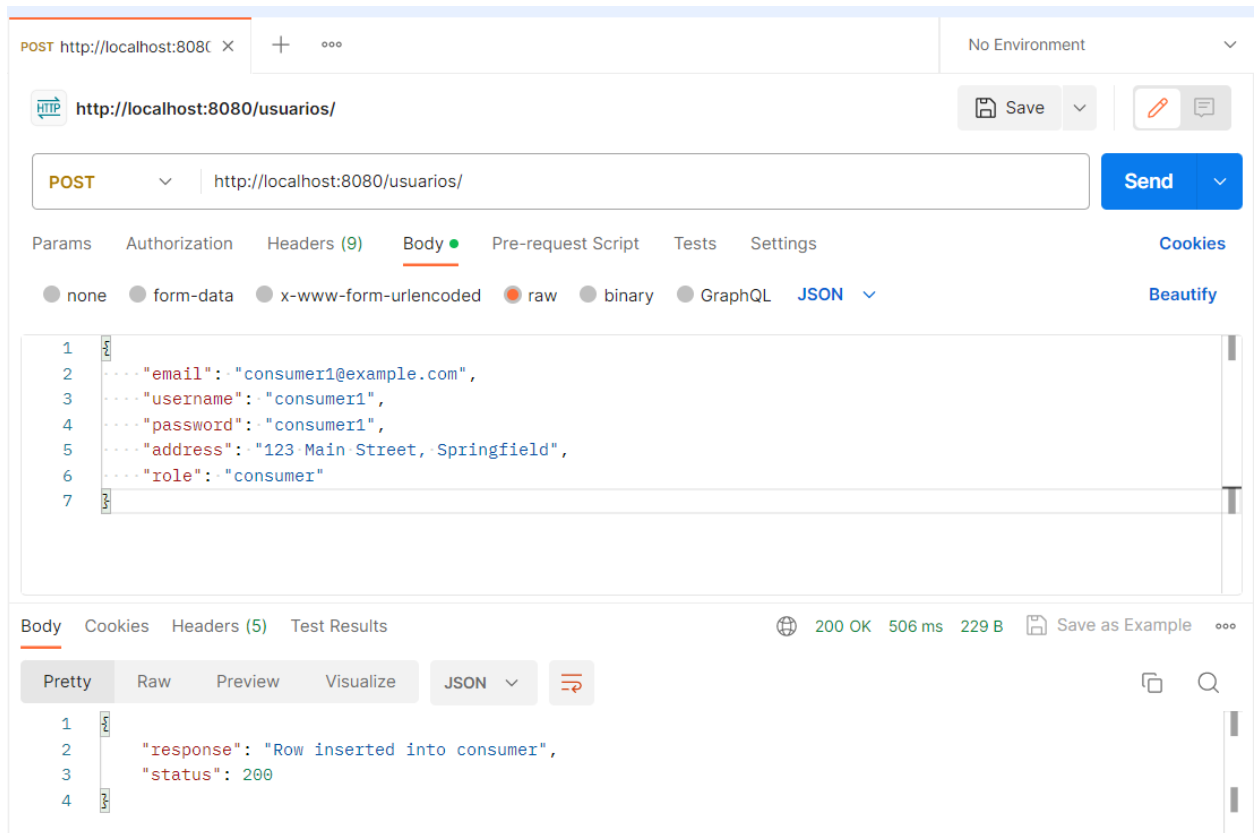 POST http://localhost:808( No Environment
HTTP http://localhost:8080/usuarios/ Save
POST http://localhost:8080/usuarios/ Send
Params Authorization Headers (9) Body Pre-request Script Tests Settings Cookies
none form-data x-www-form-urlencoded raw binary GraphQL JSON Beautify
1 {
2 "email": "consumer1@example.com",
3 "username": "consumer1",
4 "password": "consumer1",
5 "address": "123 Main Street, Springfield",
6 "role": "consumer"
7 }
Body Cookies Headers (5) Test Results 200 OK 506 ms 229 B Save as Example
Pretty Raw Preview Visualize JSON
1 {
2 "response": "Row inserted into consumer",
3 "status": 200
4 }